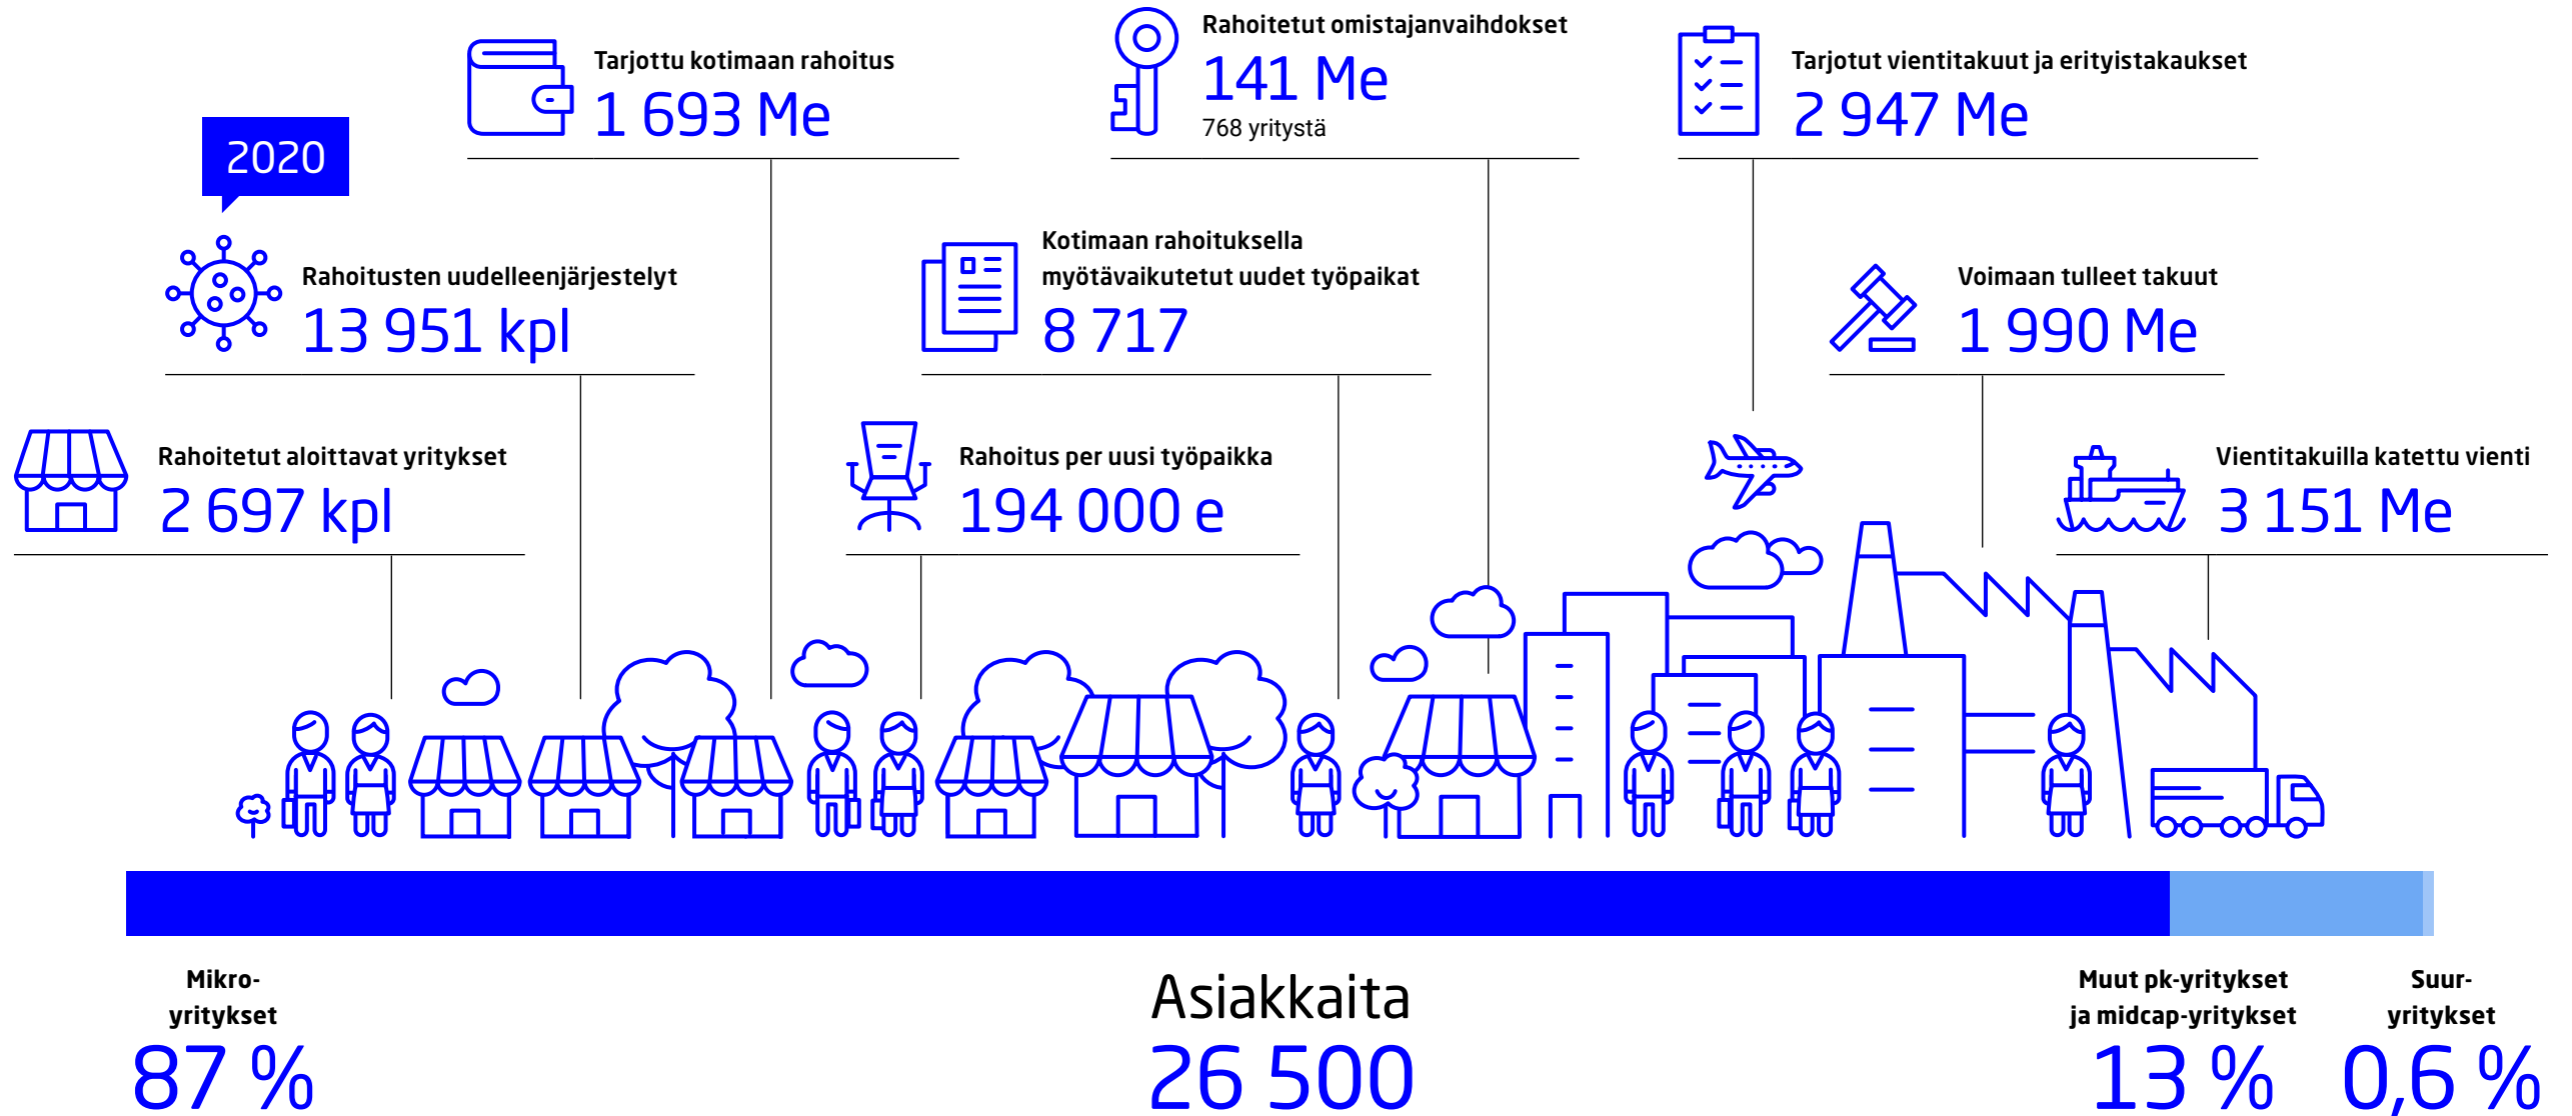 2020
Rahoitusten uudelleenjärjestelyt
13 951 kpl
Rahoitetut aloittavat yritykset
2 697 kpl
Tarjottu kotimaan rahoitus
1 693 Me
Rahoitetut omistajanvaihdokset
141 Me
768 yritystä
Kotimaan rahoituksella
myötävaikutetut uudet työpaikat
8 717
Rahoitus per uusi työpaikka
194 000 e
Tarjotut vientitakuut ja erityistakaukset
2 947 Me
Voimaan tulleet takuut
1 990 Me
Vientitakuilla katettu vienti
3 151 Me
Mikro-
yritykset
87 %
Asiakkaita
26 500
Muut pk-yritykset
ja midcap-yritykset
13 %
Suur-
yritykset
0,6 %